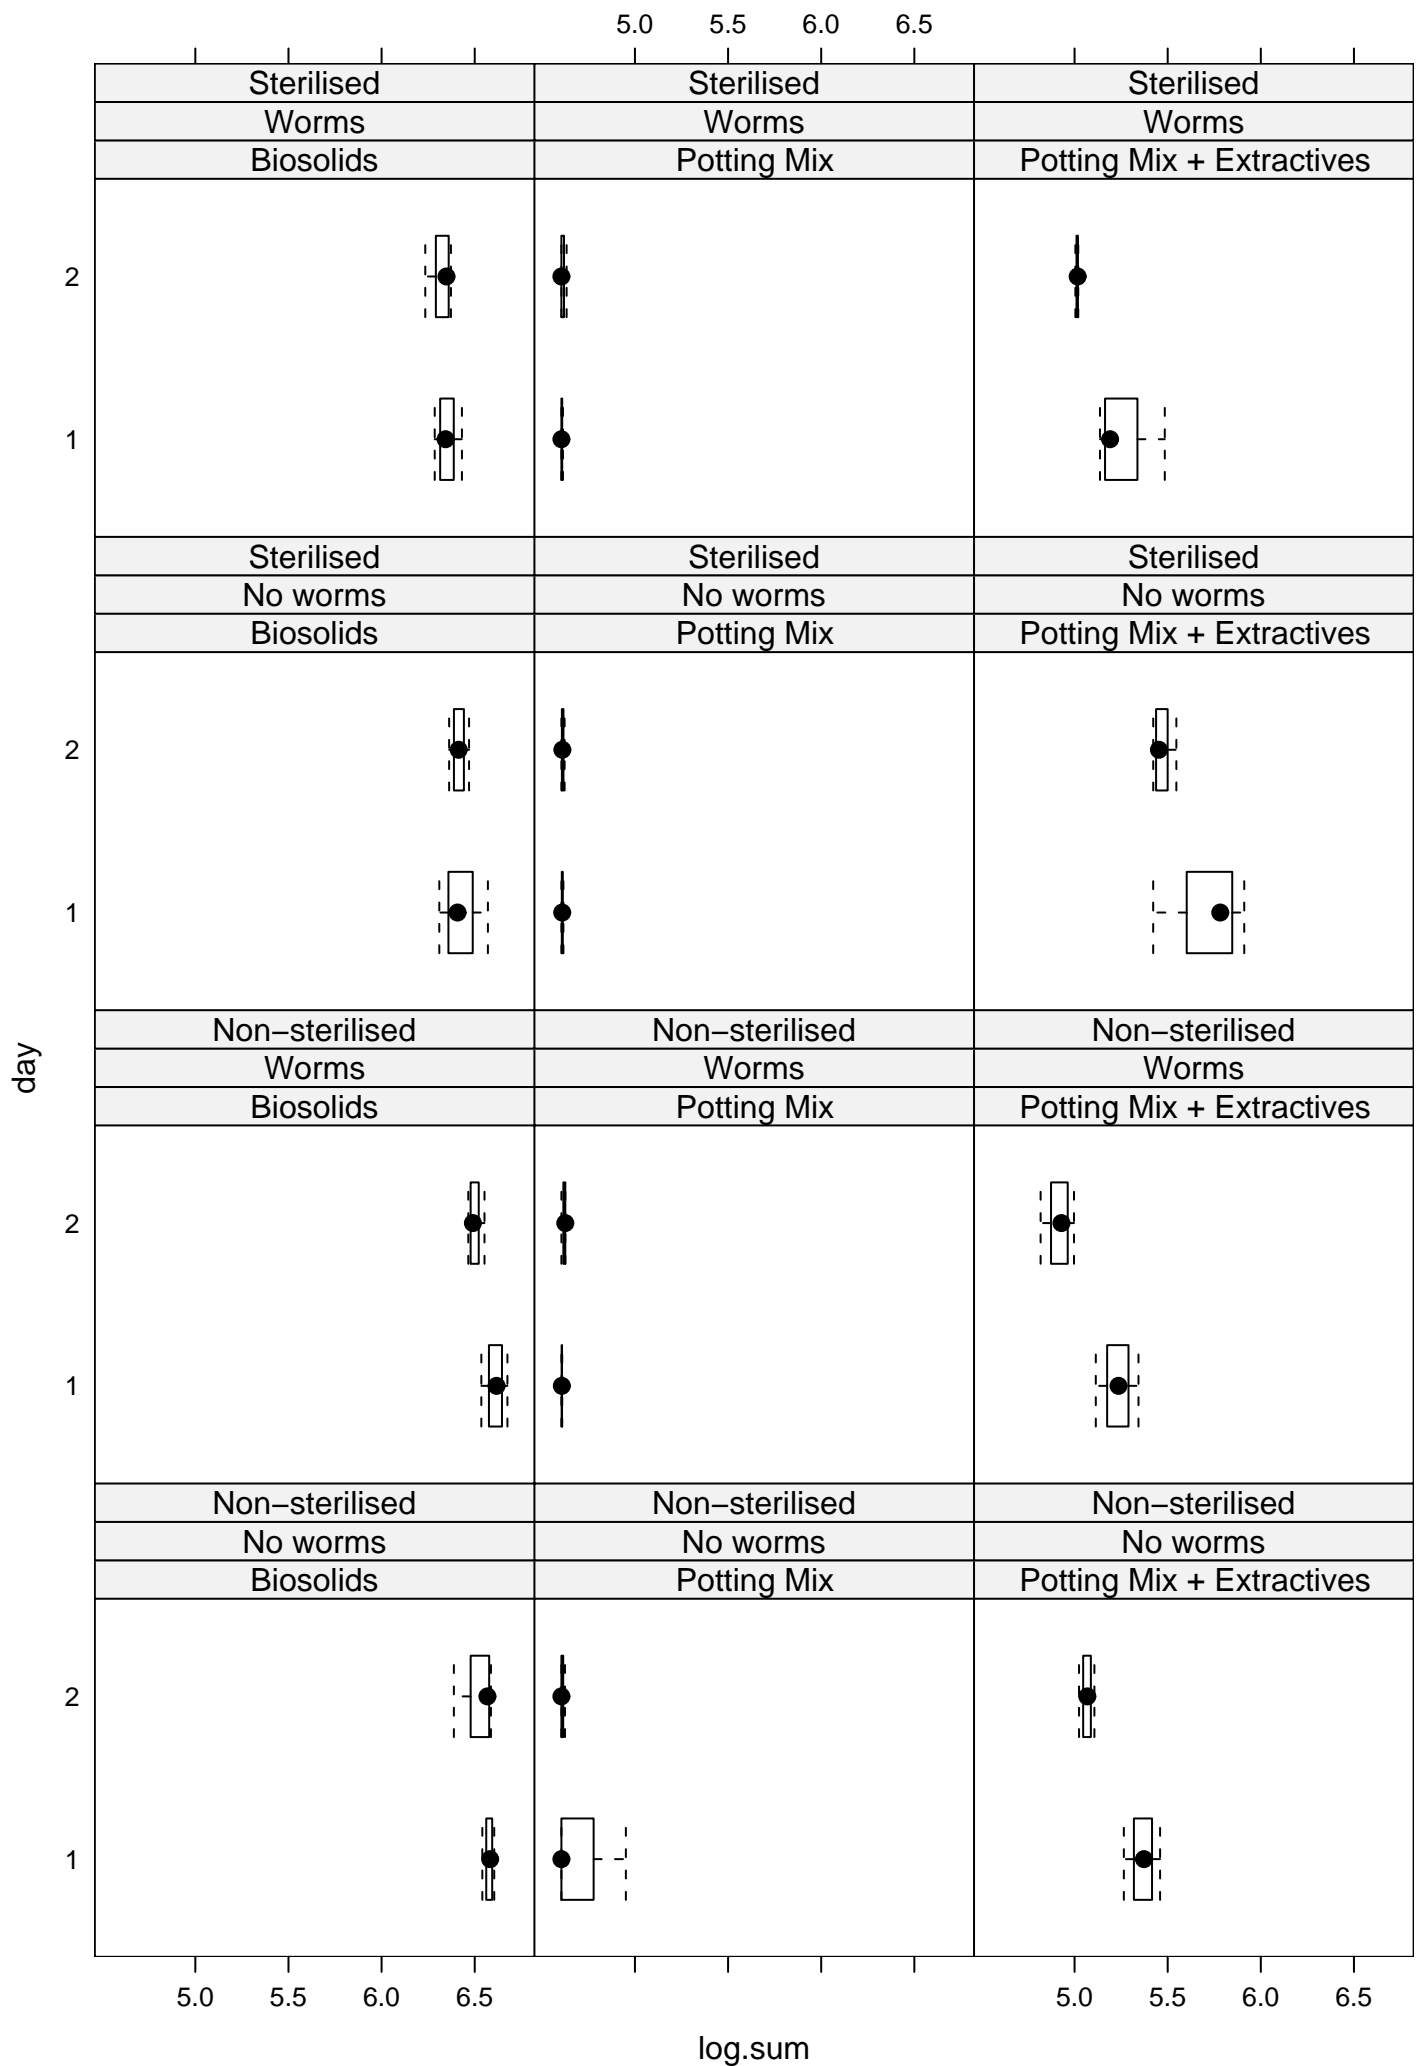 5.0 5.5 6.0 6.5
Sterilised Sterilised Sterilised
Worms Worms Worms
Biosolids Potting Mix Potting Mix + Extractives
2
1
Sterilised Sterilised Sterilised
No worms No worms No worms
Biosolids Potting Mix Potting Mix + Extractives
2
1
Non−sterilised Non−sterilised Non−sterilised
Worms Worms Worms
Biosolids Potting Mix Potting Mix + Extractives
2
1
Non−sterilised Non−sterilised Non−sterilised
No worms No worms No worms
Biosolids Potting Mix Potting Mix + Extractives
2
1
day
5.0 5.5 6.0 6.5 5.0 5.5 6.0 6.5
log.sum